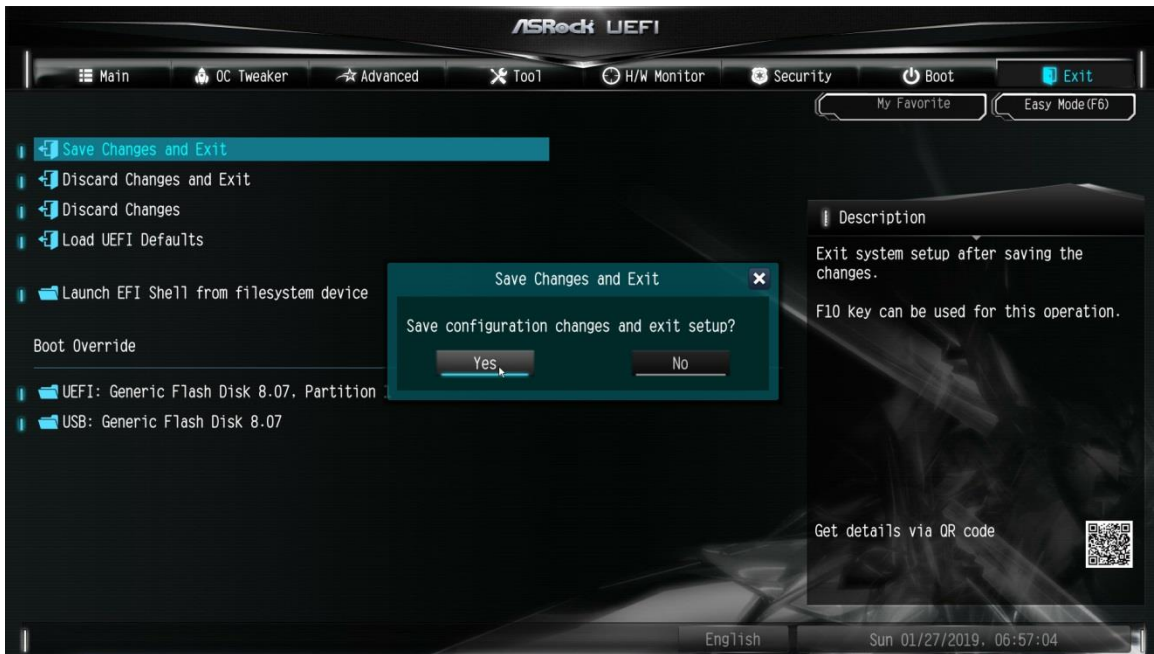 ASRock UEFI
Main OC Tweaker Advanced Tool H/W Monitor Security Boot Exit
My Favorite Easy Mode(F6)
Save Changes and Exit
Discard Changes and Exit
Discard Changes
Load UEFI Defaults
Launch EFI Shell from filesystem device
Boot Override
UEFI: Generic Flash Disk 8.07, Partition
USB: Generic Flash Disk 8.07
Save Changes and Exit
Save configuration changes and exit setup?
Yes No
Description
Exit system setup after saving the
changes.
F10 key can be used for this operation.
Get details via QR code
English Sun 01/27/2019, 06:57:04